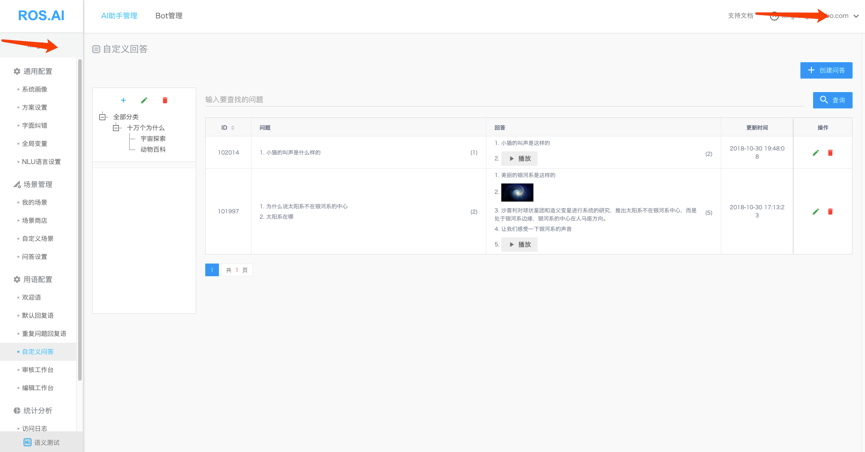 ROS.AI
AI助手管理
Bot管理
支持文档
oo.com
自定义回答
通用配置
系统画像
方案设置
字面纠错
全局变量
NLU语言设置
场景管理
我的场景
场景商店
自定义场景
问答设置
用语配置
欢迎语
默认回复语
重复问题回复语
自定义问答
审核工作台
编辑工作台
统计分析
访问日志
语义测试
全部分类
十万个为什么
宇宙探索
动物百科
创建问答
输入要查找的问题
查询
ID 问题 回答 更新时间 操作
102014
1. 小猫的叫声是什么样的
(1)
1. 小猫的叫声是这样的
2. 播放
(2)
2018-10-30 19:48:0
8
101997
1. 为什么说太阳系不在银河系的中心
2. 太阳系在哪
(2)
1. 美丽的银河系是这样的
2.
3. 沙普利对球状星团和造父变星进行系统的研究，推出太阳系不在银河系中心，而是
处于银河系边缘，银河系的中心在人马座方向。
4. 让我们感受一下银河系的声音
5. 播放
(5)
2018-10-30 17:13:2
3
1
共 1 页